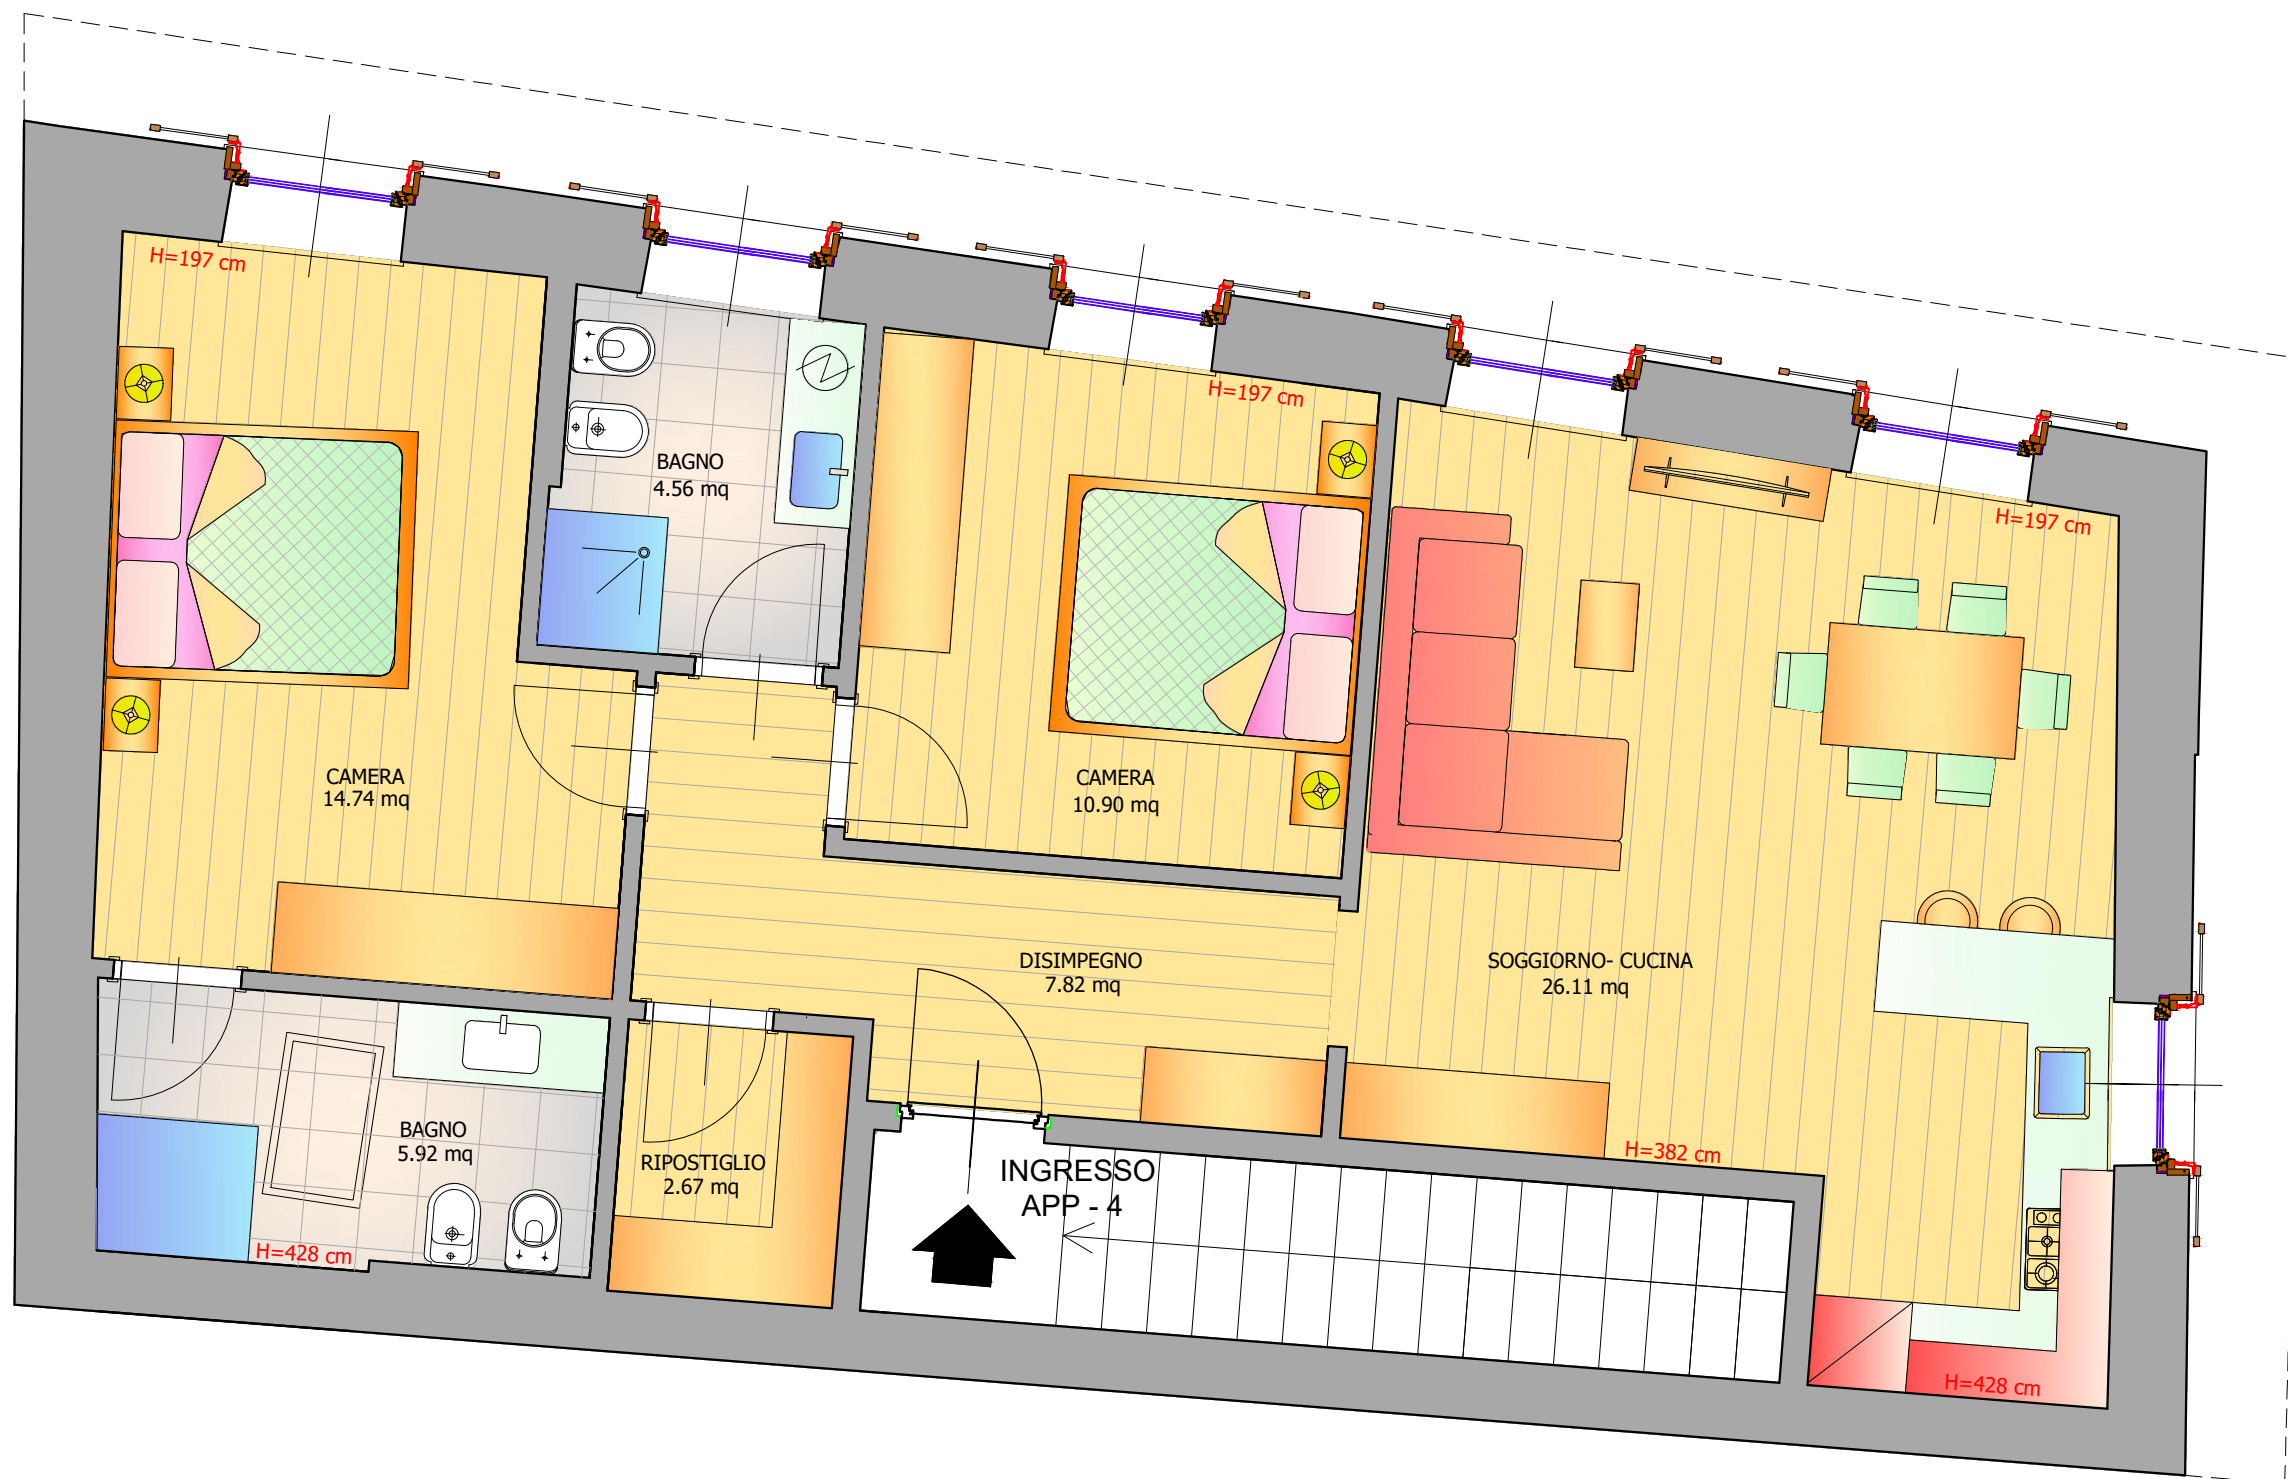 H=197 cm
H=197 cm
BAGNO
4.56 mq
H=197 cm
CAMERA
14.74 mq
CAMERA
10.90 mq
DISIMPEGNO
7.82 mq
SOGGIORNO- CUCINA
26.11 mq
BAGNO
5.92 mq
RIPOSTIGLIO
2.67 mq
INGRESSO
APP - 4
H=382 cm
H=428 cm
H=428 cm